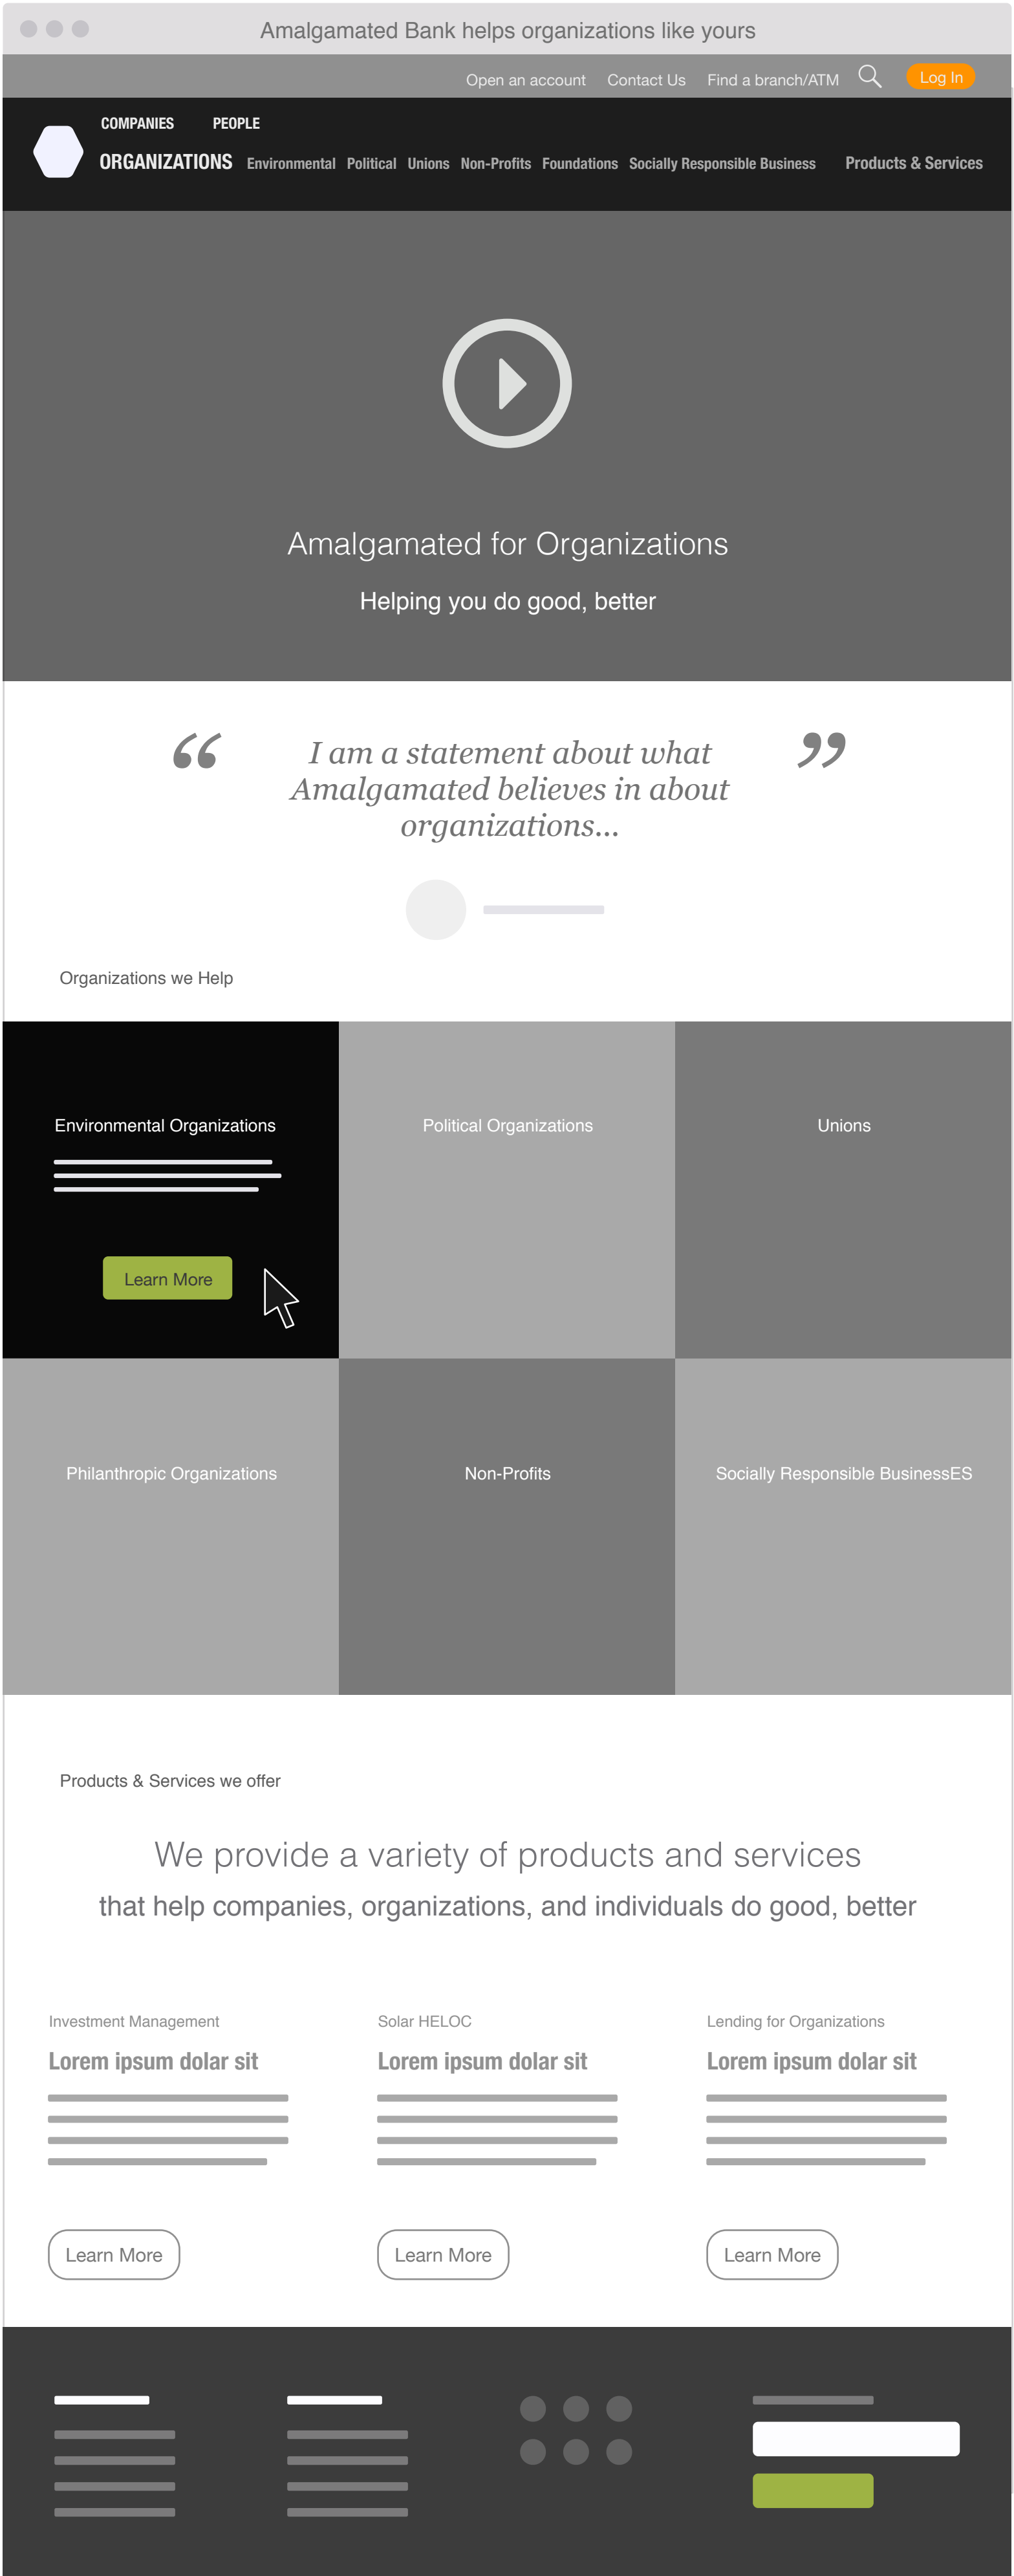 Amalgamated Bank helps organizations like yours
Open an account Contact Us Find a branch/ATM Log In
COMPANIES PEOPLE
ORGANIZATIONS Environmental Political Unions Non-Profits Foundations Socially Responsible Business Products & Services
Amalgamated for Organizations
Helping you do good, better
“ I am a statement about what ”
Amalgamated believes in about
organizations...
Organizations we Help
Environmental Organizations
Learn More
Political Organizations
Unions
Philanthropic Organizations
Non-Profits
Socially Responsible BusinessES
Products & Services we offer
We provide a variety of products and services
that help companies, organizations, and individuals do good, better
Investment Management
Lorem ipsum dolar sit
Learn More
Solar HELOC
Lorem ipsum dolar sit
Learn More
Lending for Organizations
Lorem ipsum dolar sit
Learn More